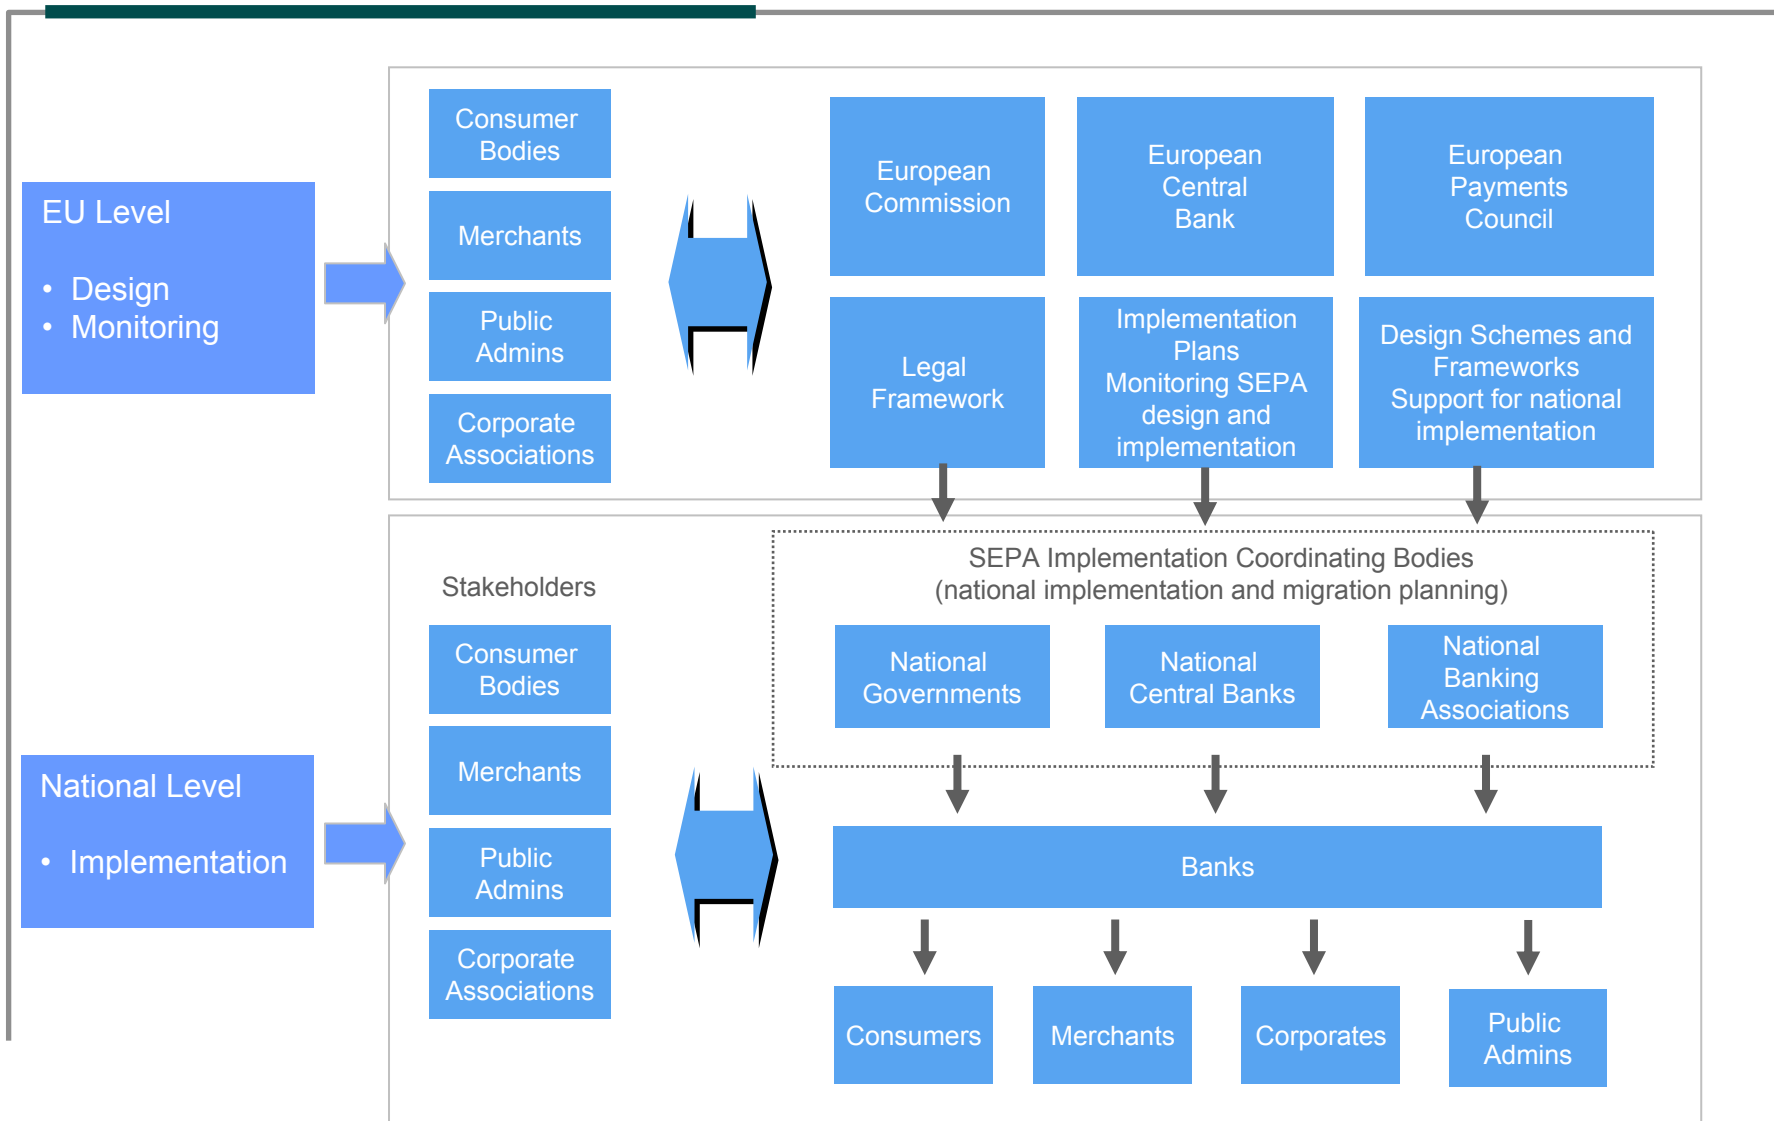 EU Level
• Design
• Monitoring
Consumer
Bodies
Merchants
Public
Admins
Corporate
Associations
European
Commission
European
Central
Bank
European
Payments
Council
Legal
Framework
Implementation
Plans
Monitoring SEPA
design and
implementation
Design Schemes and
Frameworks
Support for national
implementation
National Level
• Implementation
Stakeholders
Consumer
Bodies
Merchants
Public
Admins
Corporate
Associations
SEPA Implementation Coordinating Bodies
(national implementation and migration planning)
National
Governments
National
Central Banks
National
Banking
Associations
Banks
Consumers
Merchants
Corporates
Public
Admins